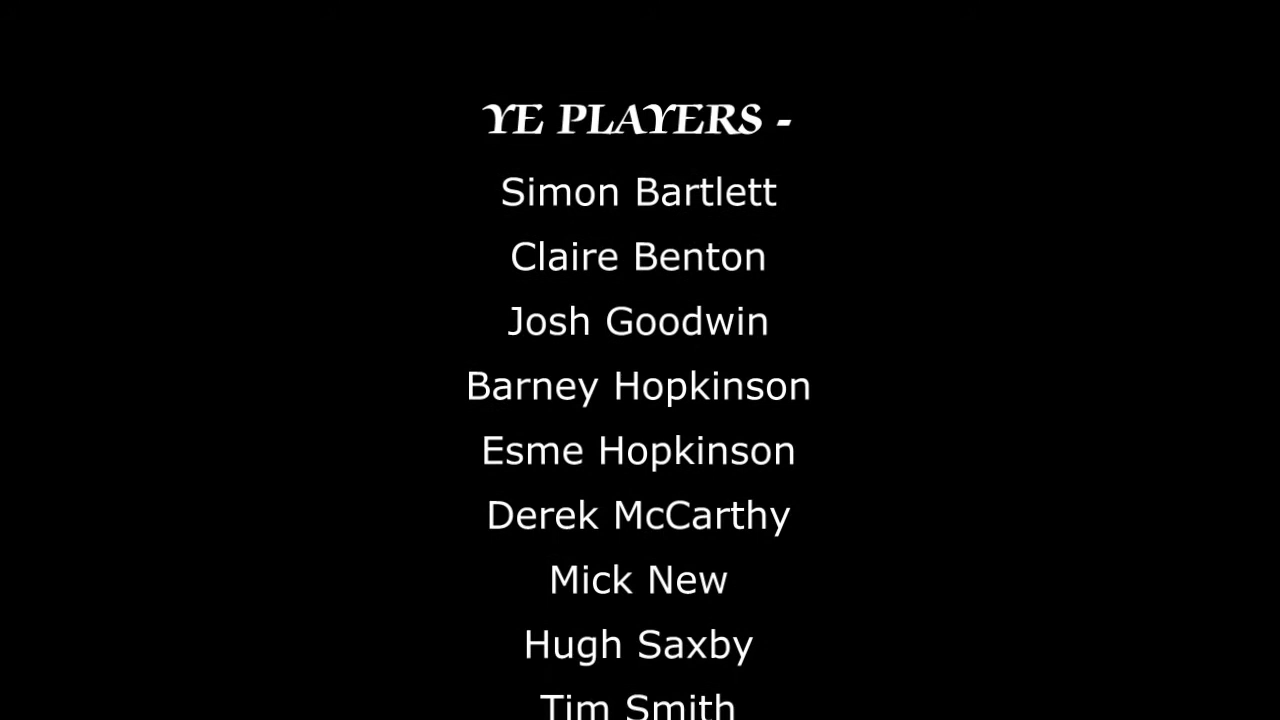 YE PLAYERS -
Simon Bartlett
Claire Benton
Josh Goodwin
Barney Hopkinson
Esme Hopkinson
Derek McCarthy
Mick New
Hugh Saxby
Tim Smith